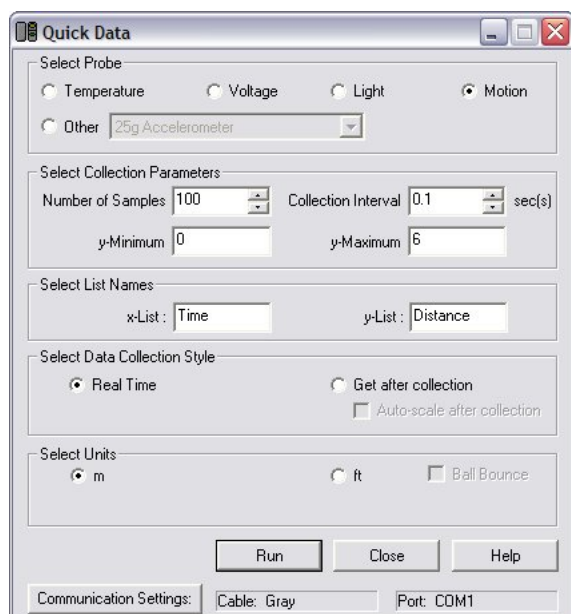 Quick Data
Select Probe
Temperature Voltage Light Motion
Other 25g Accelerometer
Select Collection Parameters
Number of Samples 100 Collection Interval 0.1 sec(s)
y-Minimum 0 y-Maximum 6
Select List Names
x-List : Time y-List : Distance
Select Data Collection Style
Real Time Get after collection
Auto-scale after collection
Select Units
m ft Ball Bounce
Run Close Help
Communication Settings: Cable: Gray Port: COM1